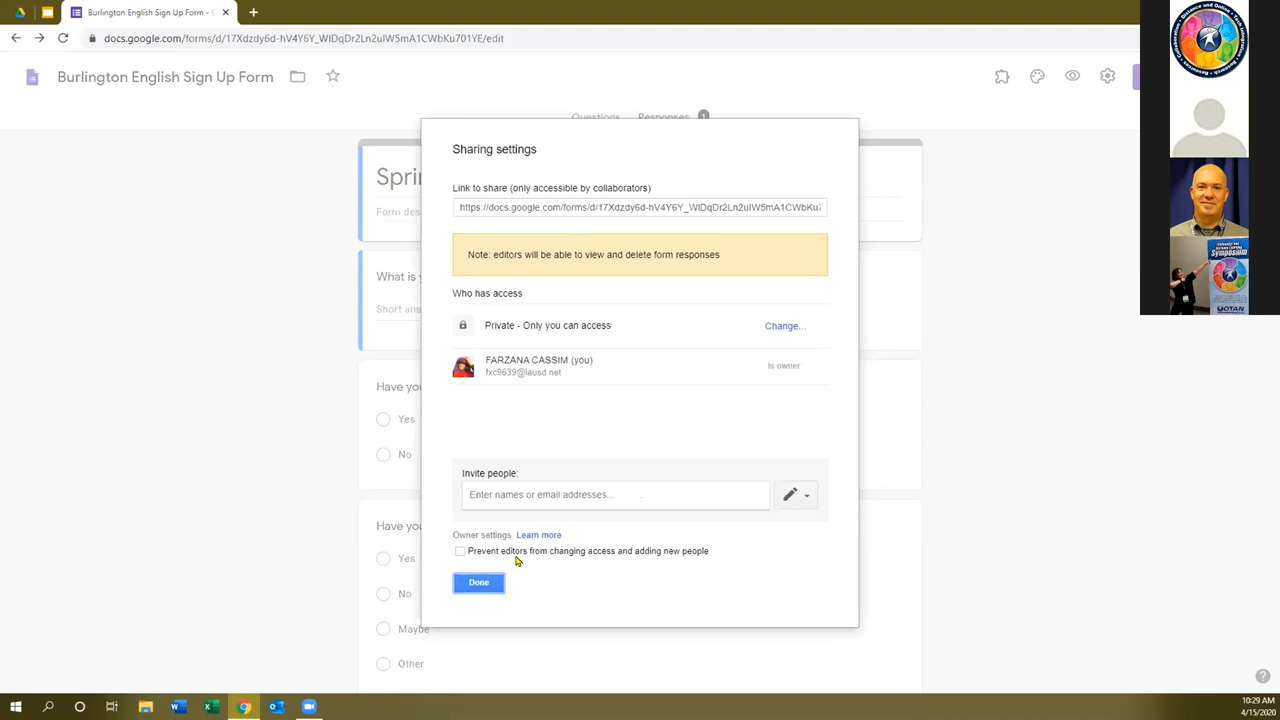 Burlington English Sign Up Form - G
docs.google.com/forms/d/17Xdzdy6d-hV4Y6Y_WIDqDr2Ln2uIW5mA1CWbKu701YE/edit
Burlington English Sign Up Form
Questions Responses 1
Sharing settings
Link to share (only accessible by collaborators)
https://docs.google.com/forms/d/17Xdzdy6d-hV4Y6Y_WIDqDr2Ln2uIW5mA1CWbKu7
Note: editors will be able to view and delete form responses
Who has access
Private - Only you can access
Change...
FARZANA CASSIM (you)
fxc9639@lausd.net
Is owner
Invite people:
Enter names or email addresses...
Owner settings Learn more
Prevent editors from changing access and adding new people
Done
Sprin
Form des
What is y
Short ans
Have you
Yes
No
Have you
Yes
No
Maybe
Other
Symposium
OTAN
10:29 AM
4/15/2020